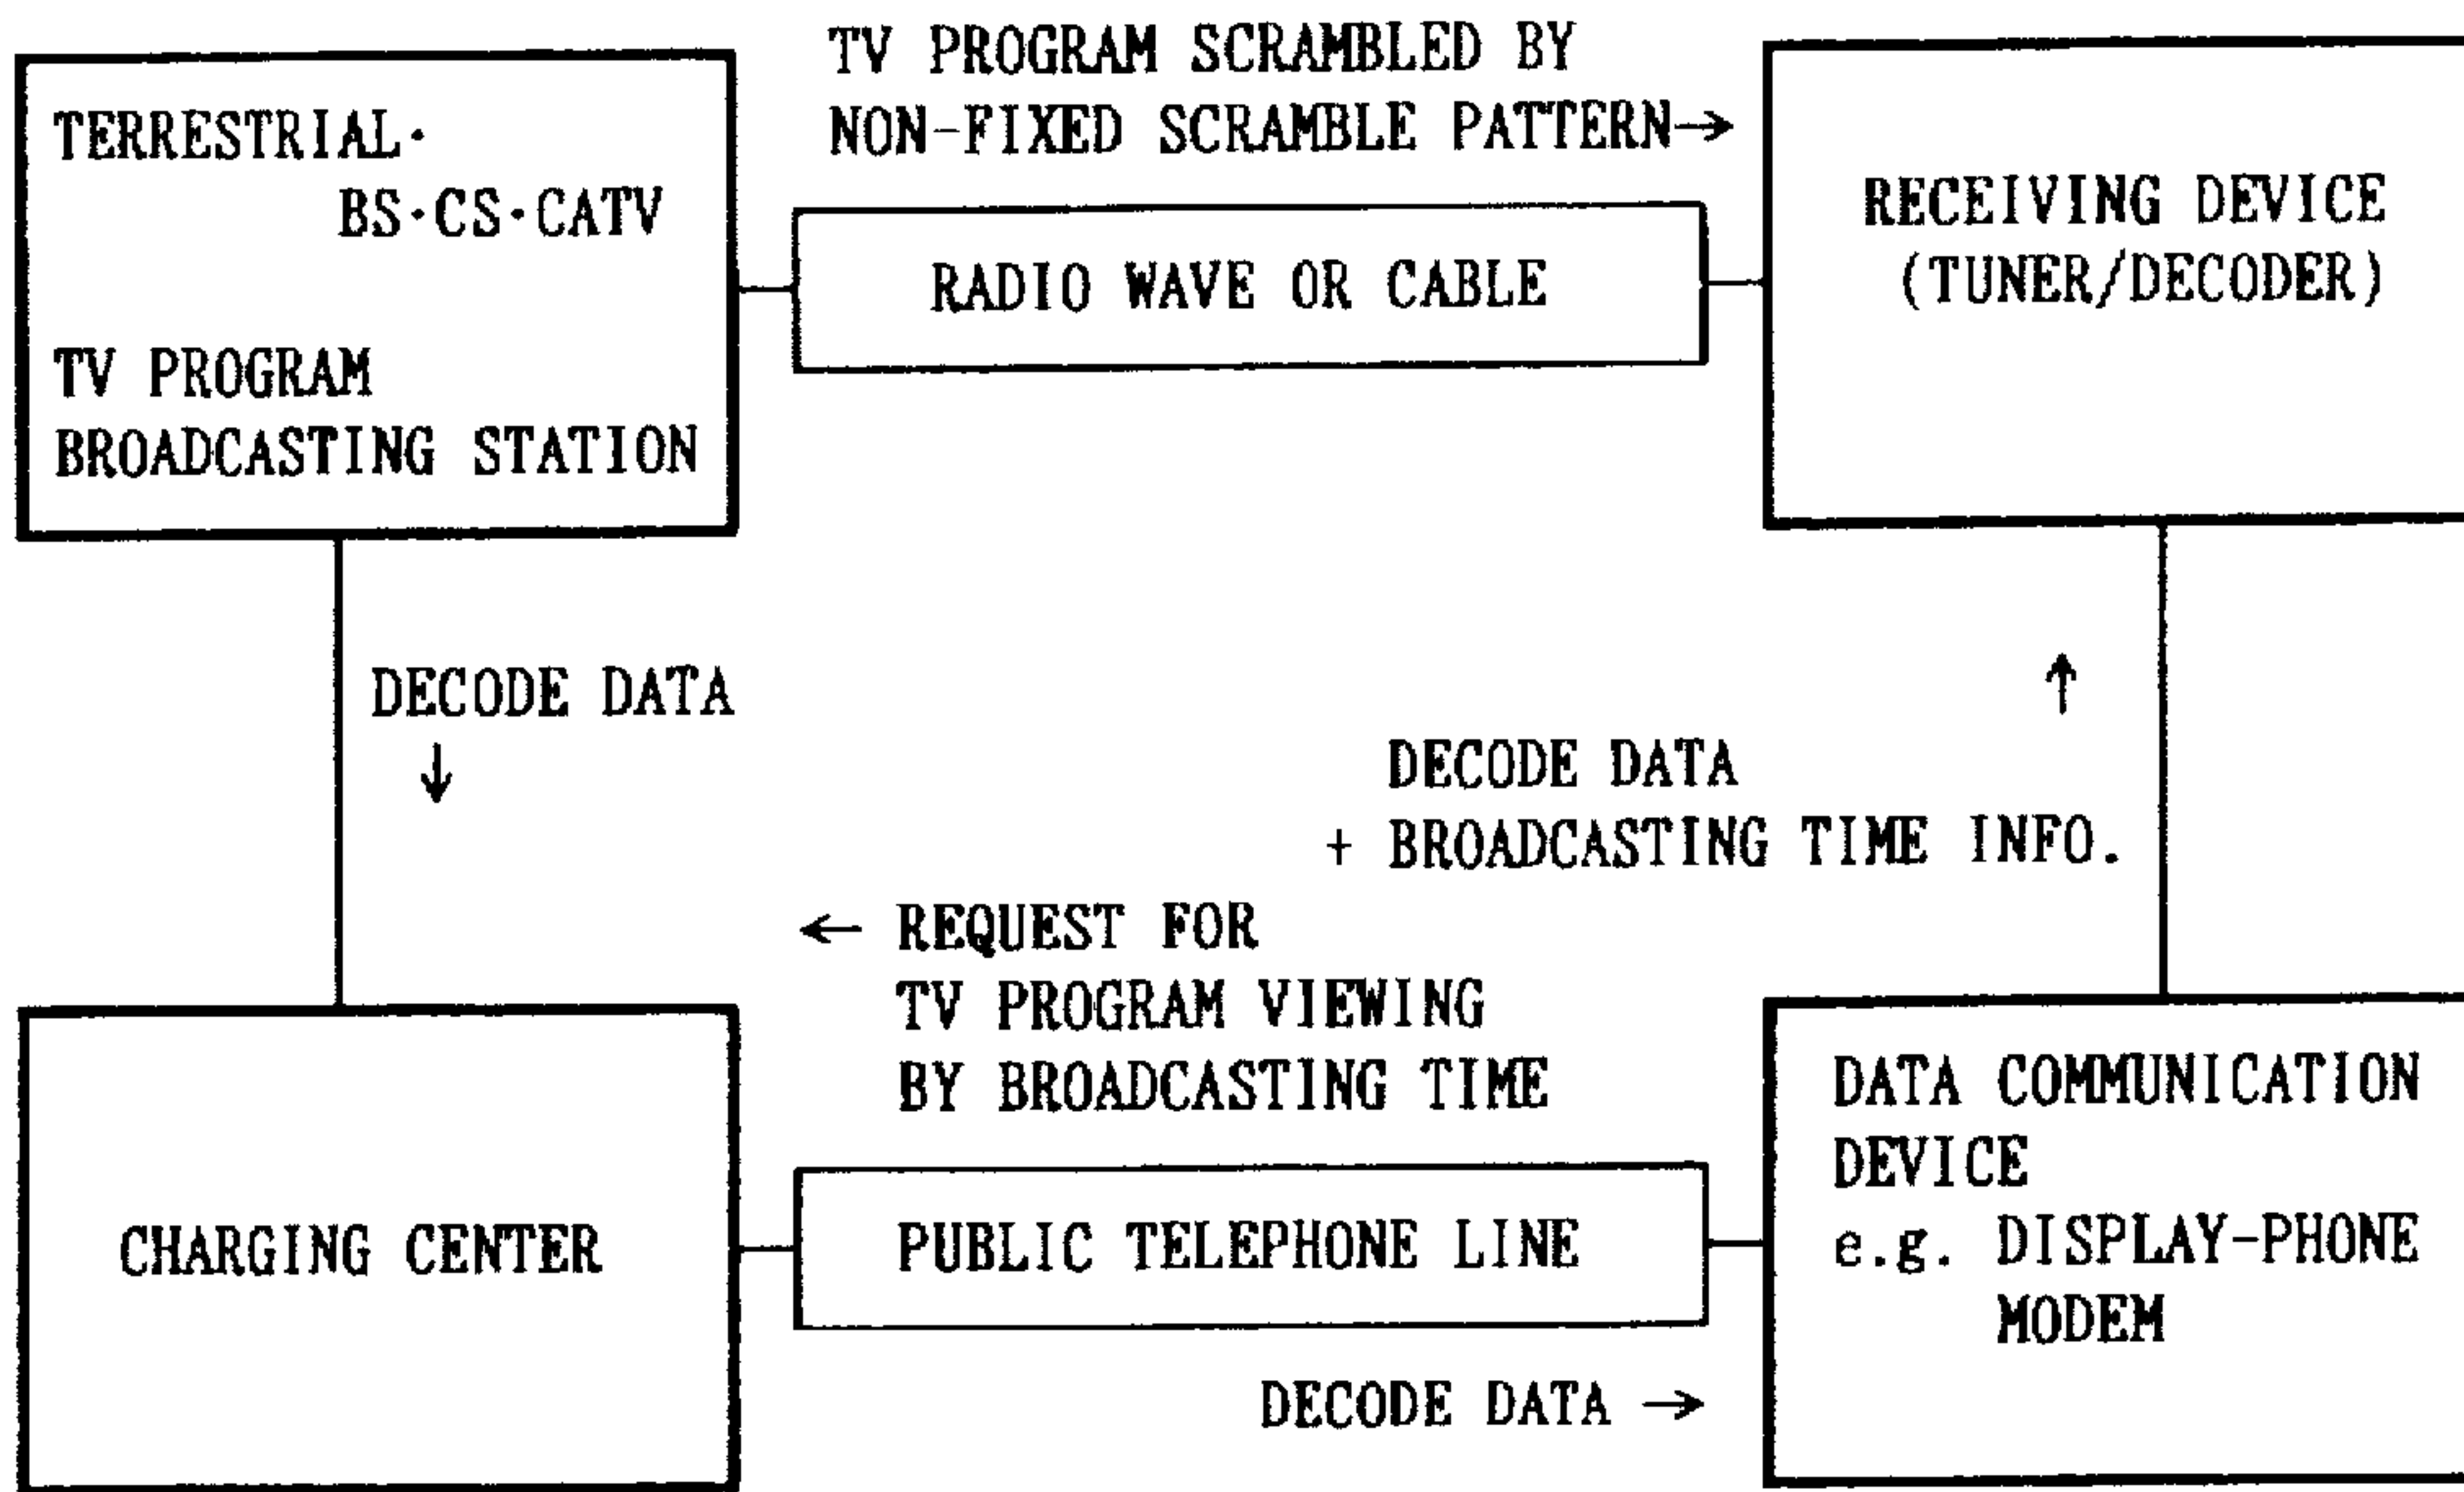 TERRESTRIAL·
BS·CS·CATV
TV PROGRAM
BROADCASTING STATION
TV PROGRAM SCRAMBLED BY
NON-FIXED SCRAMBLE PATTERN→
RADIO WAVE OR CABLE
RECEIVING DEVICE
(TUNER/DECODER)
DECODE DATA
↓
↑
DECODE DATA
+ BROADCASTING TIME INFO.
← REQUEST FOR
TV PROGRAM VIEWING
BY BROADCASTING TIME
CHARGING CENTER
PUBLIC TELEPHONE LINE
DECODE DATA →
DATA COMMUNICATION
DEVICE
e.g. DISPLAY-PHONE
MODEM